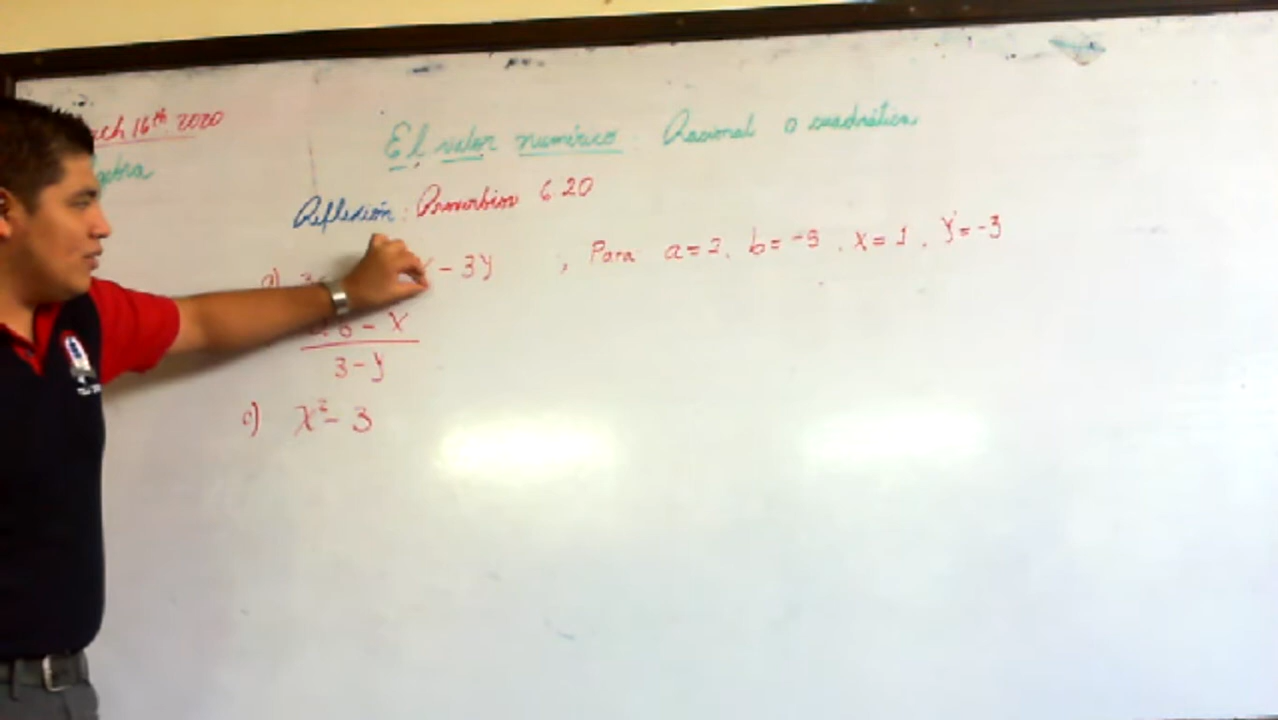 16th 2020
El valor numérico: Racional o cuadrática
Reflexión: Proverbios 6:20
a) - 3y , Para a=2, b=-5, x=1, y=-3
b - x
3 - y
c) x² - 3